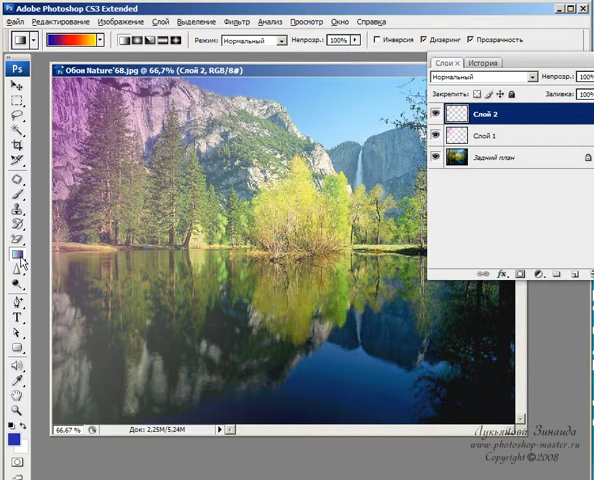 Adobe Photoshop CS3 Extended
Файл Редактирование Изображение Слой Выделение Фильтр Анализ Просмотр Окно Справка
Режим: Нормальный Непрозр.: 100% Инверсия Дизеринг Прозрачность
Ps
Обои Nature'68.jpg @ 66,7% (Слой 2, RGB/8#)
Слои История
Нормальный Непрозр.: 100%
Закрепить: Заливка: 100%
Слой 2
Слой 1
Задний план
fx
T
66,67 % Док: 2,25M/5,24M
Лукьянова Зинаида
www.photoshop-master.ru
Copyright ©2008